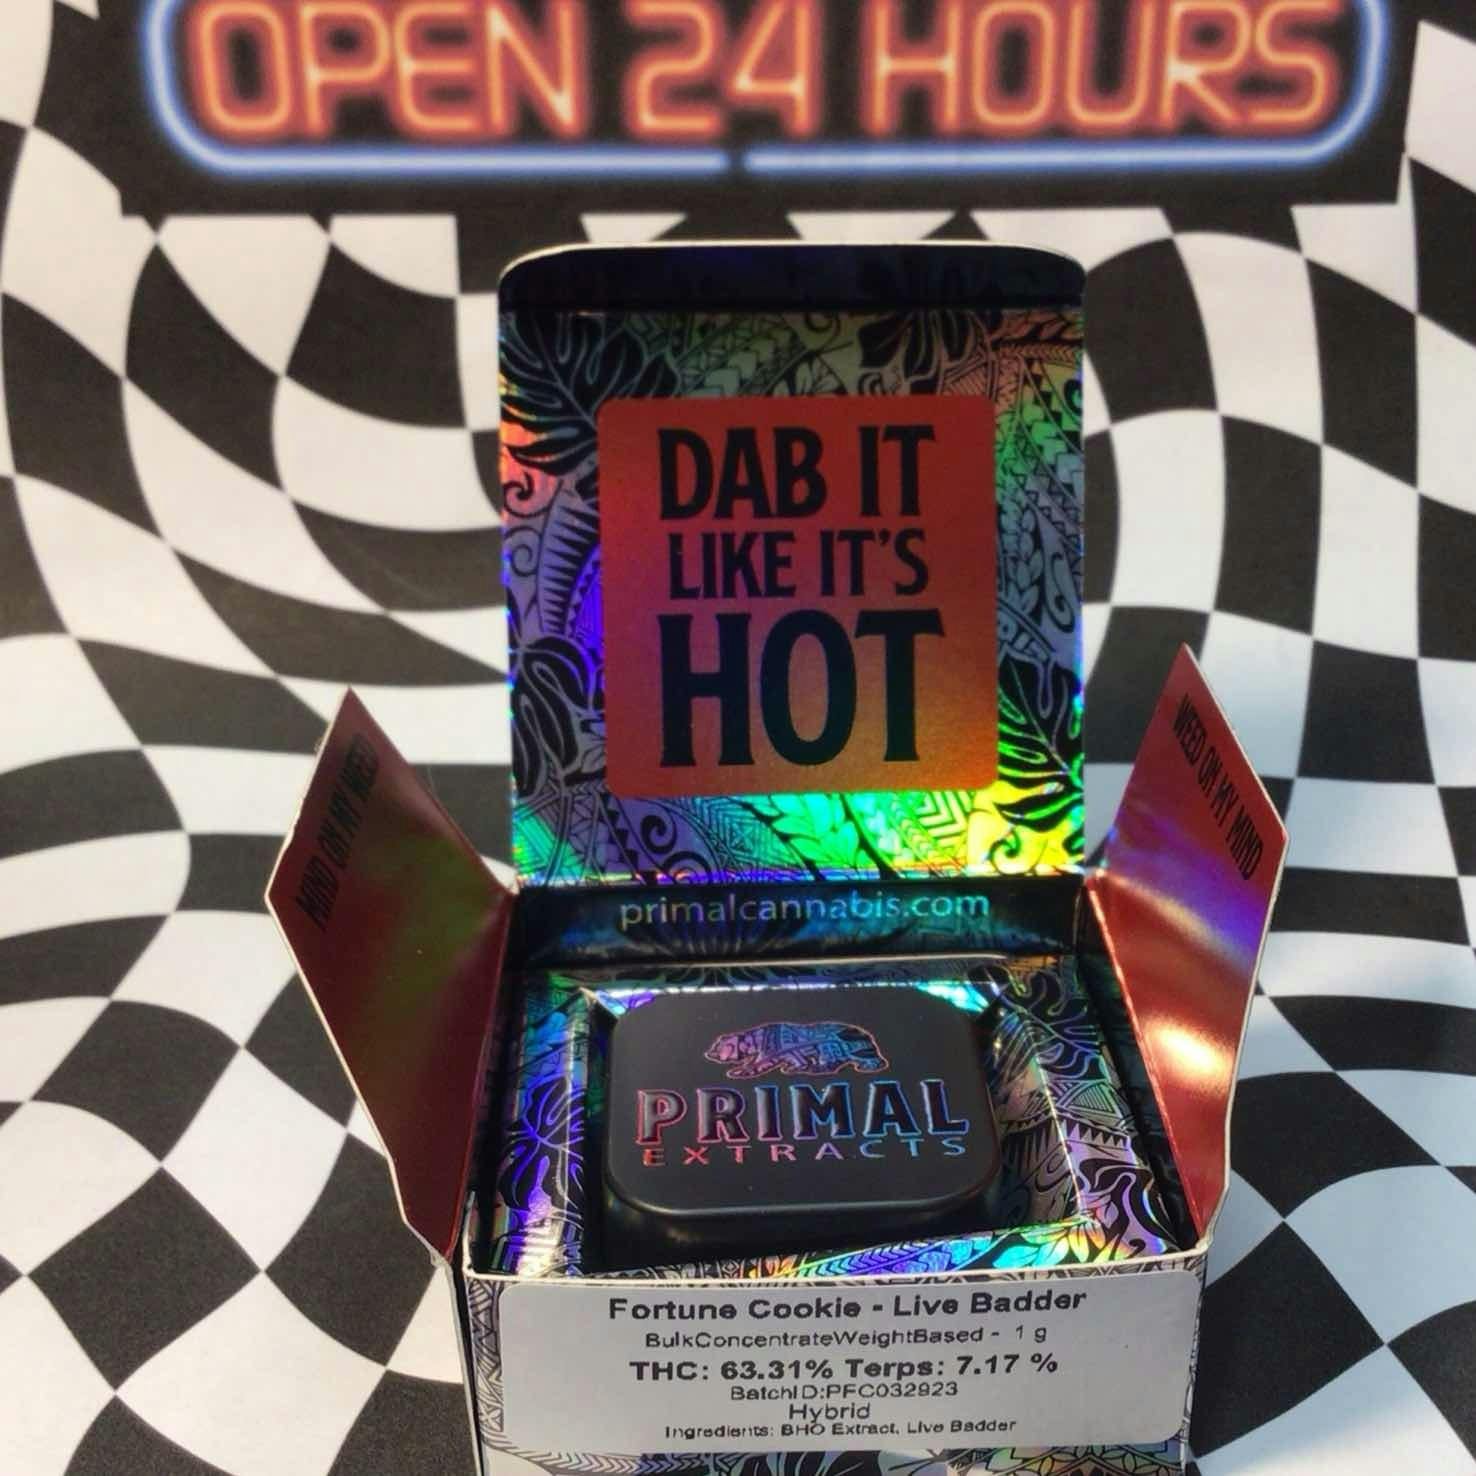 OPEN 24 HOURS
DAB IT
LIKE IT'S
HOT
MIND ON MY WEED
WEED ON MY MIND
primalcannabis.com
PRIMAL
EXTRACTS
Fortune Cookie - Live Badder
BulkConcentrateWeightBased - 1 g
THC: 63.31% Terps: 7.17 %
BatchID:PFC032923
Hybrid
Ingredients: BHO Extract, Live Badder